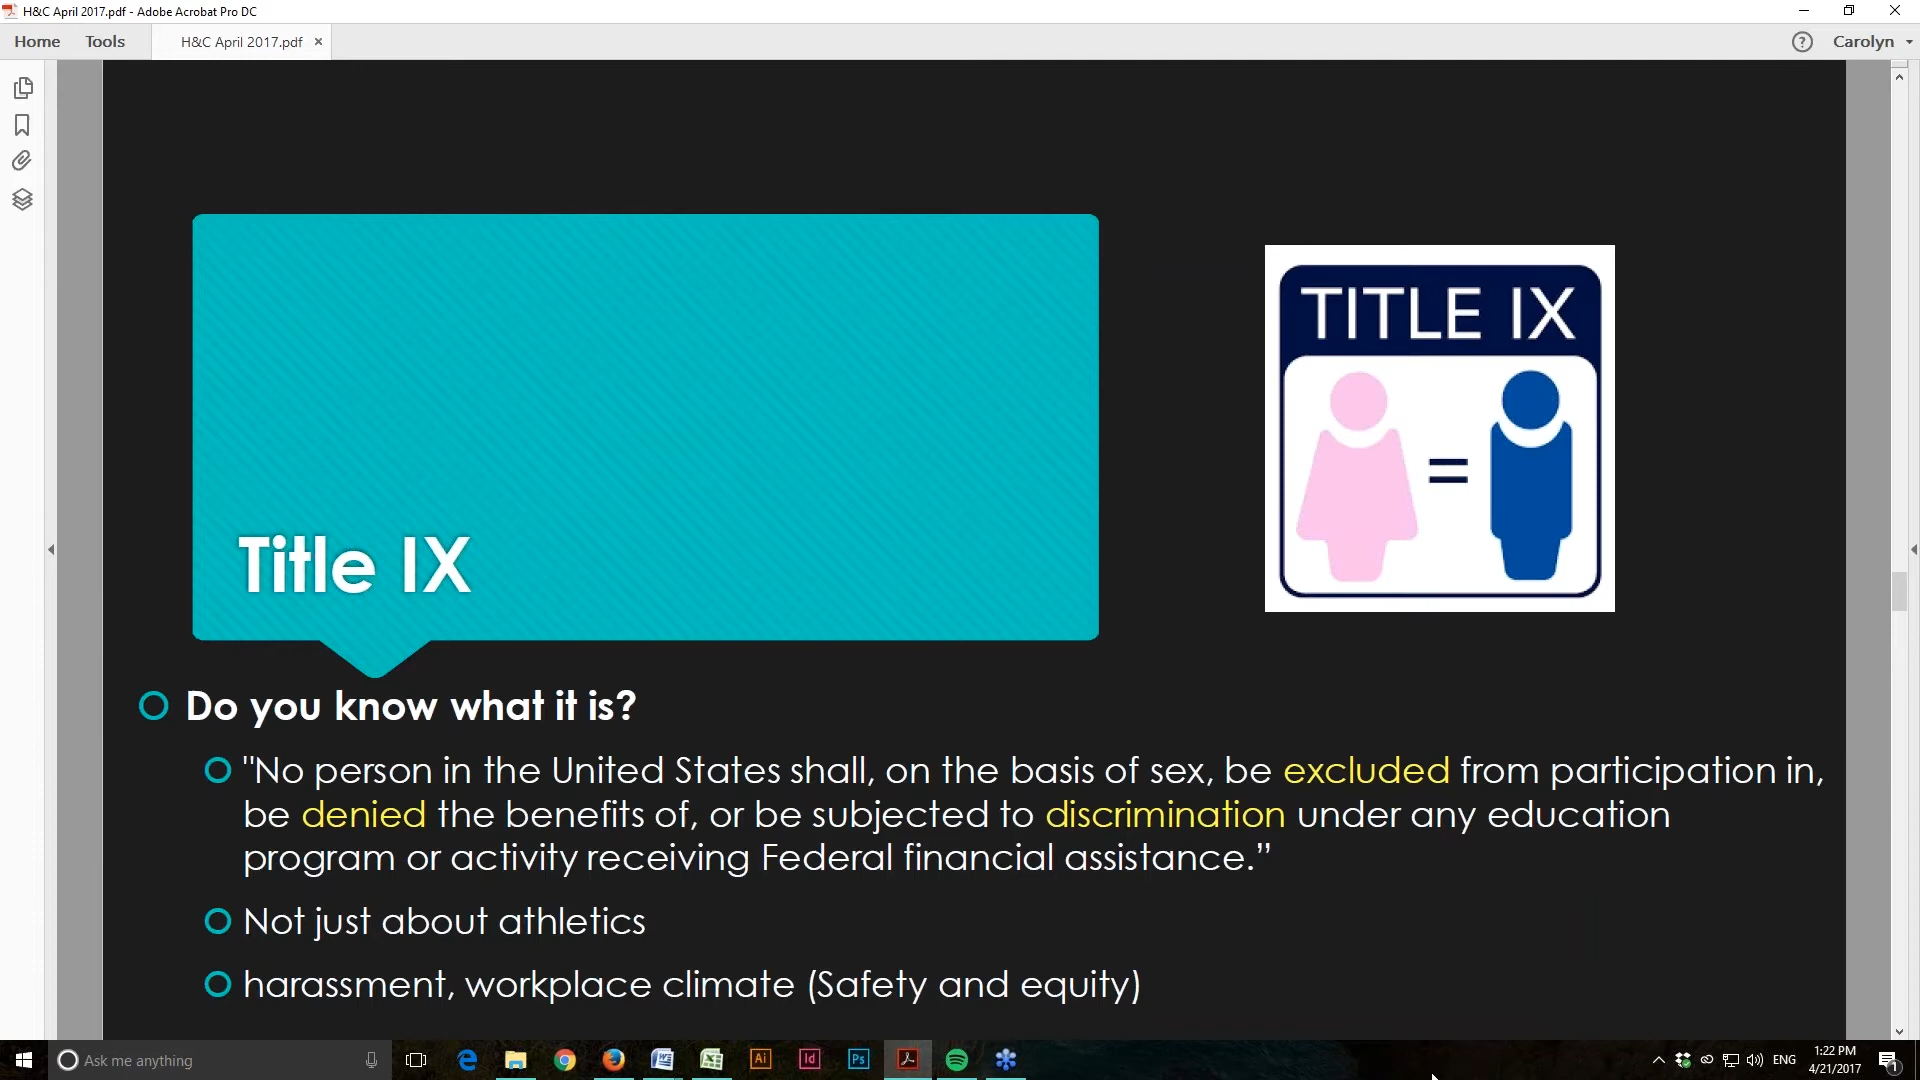 H&C April 2017.pdf - Adobe Acrobat Pro DC
Home Tools H&C April 2017.pdf × ? Carolyn
TITLE IX
=
Title IX
Do you know what it is?
"No person in the United States shall, on the basis of sex, be excluded from participation in,
be denied the benefits of, or be subjected to discrimination under any education
program or activity receiving Federal financial assistance.”
Not just about athletics
harassment, workplace climate (Safety and equity)
Ask me anything
Ai Id Ps
ENG
1:22 PM
4/21/2017
1